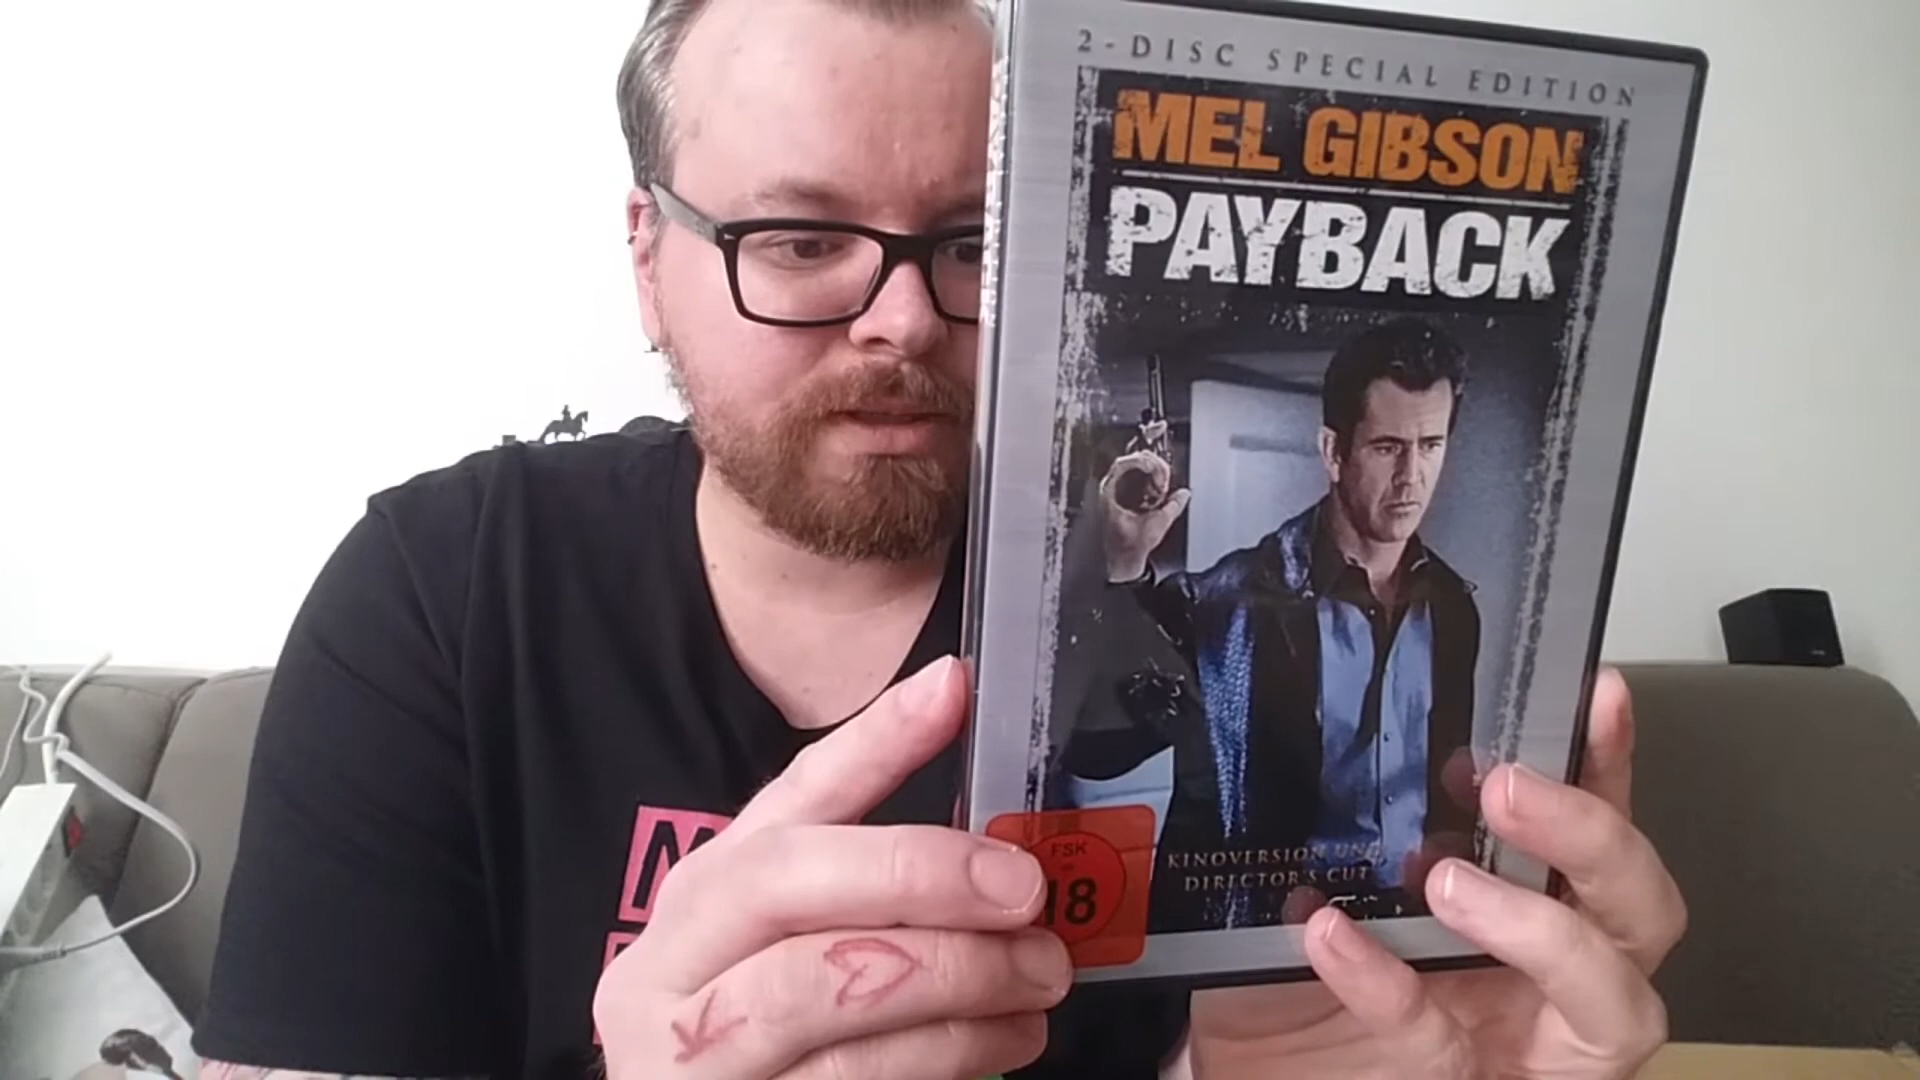 2-DISC SPECIAL EDITION
MEL GIBSON
PAYBACK
FSK
18
KINOVERSION UND
DIRECTOR'S CUT
K